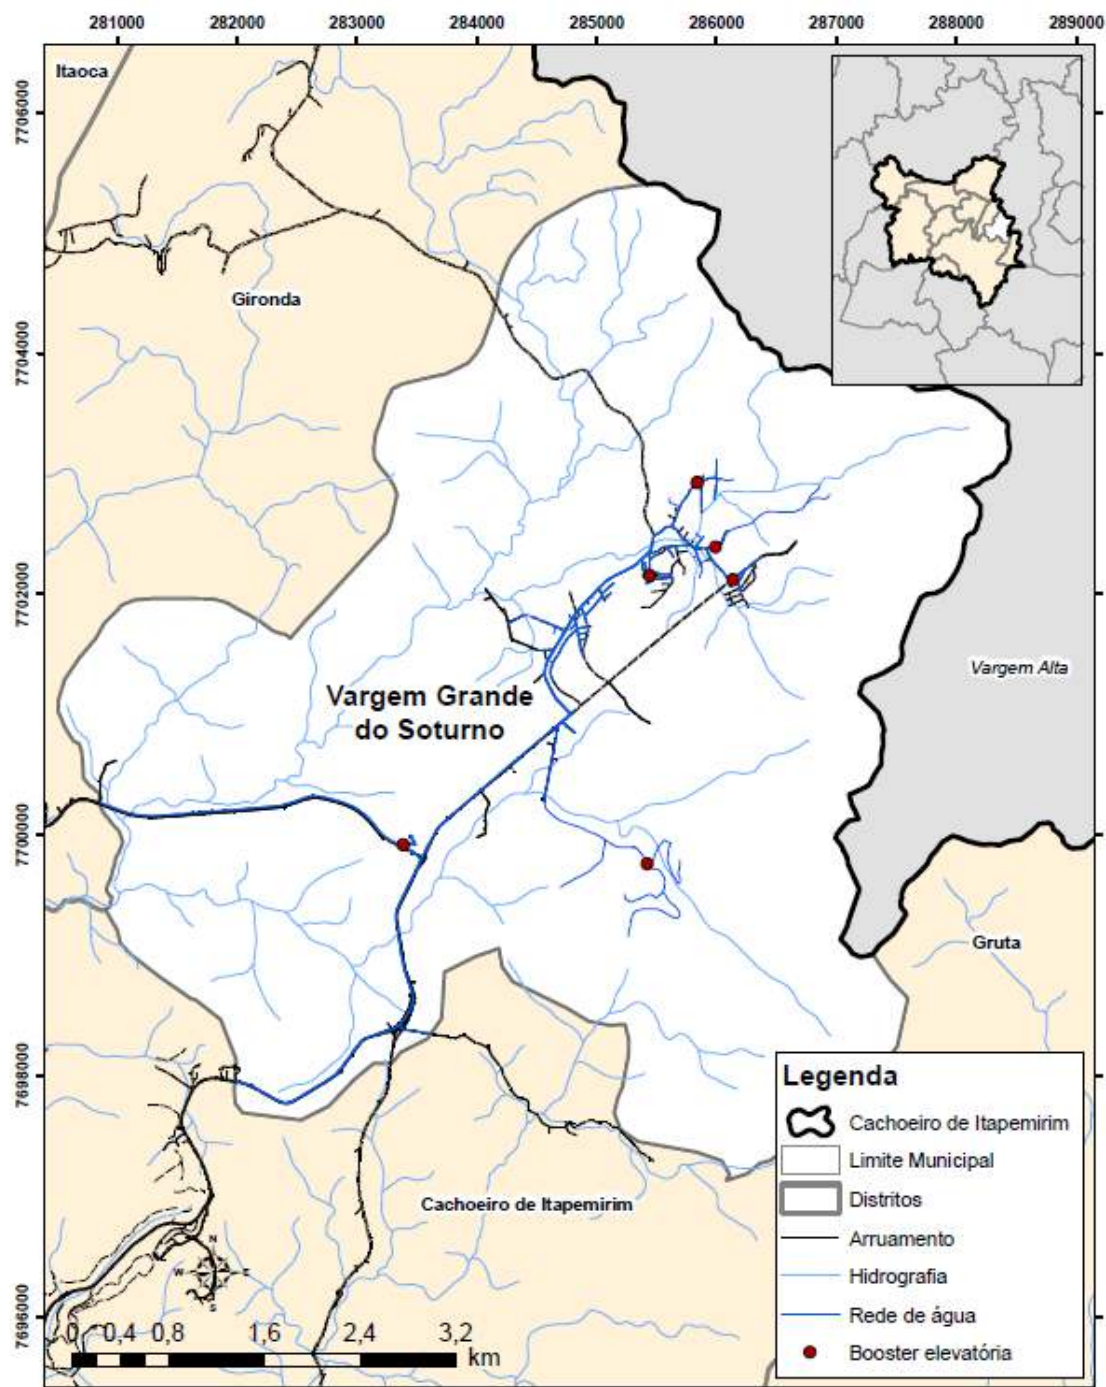 281000 282000 283000 284000 285000 286000 287000 288000 289000
7706000
7704000
7702000
7700000
7698000
7696000
Itaoca
Gironda
Vargem Grande
do Soturno
Vargem Alta
Gruta
Cachoeiro de Itapemirim
N
W E
S
0 0,4 0,8 1,6 2,4 3,2
km
Legenda
Cachoeiro de Itapemirim
Limite Municipal
Distritos
Arruamento
Hidrografia
Rede de água
Booster elevatória